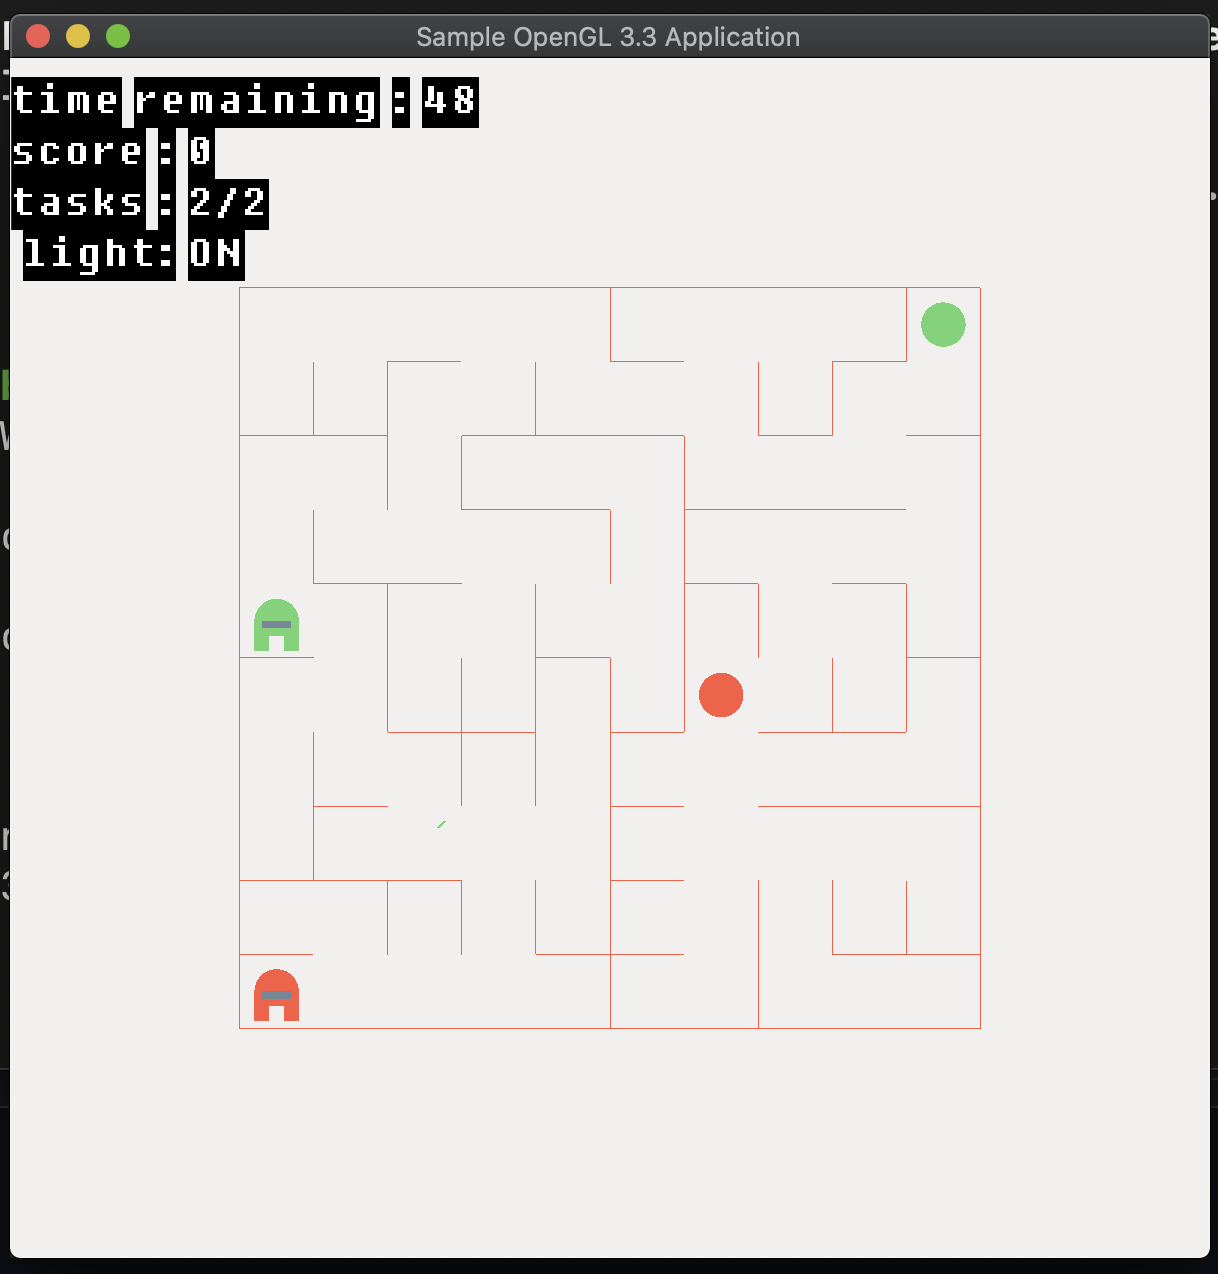 Sample OpenGL 3.3 Application
time remaining : 48
score : 0
tasks : 2/2
light: ON